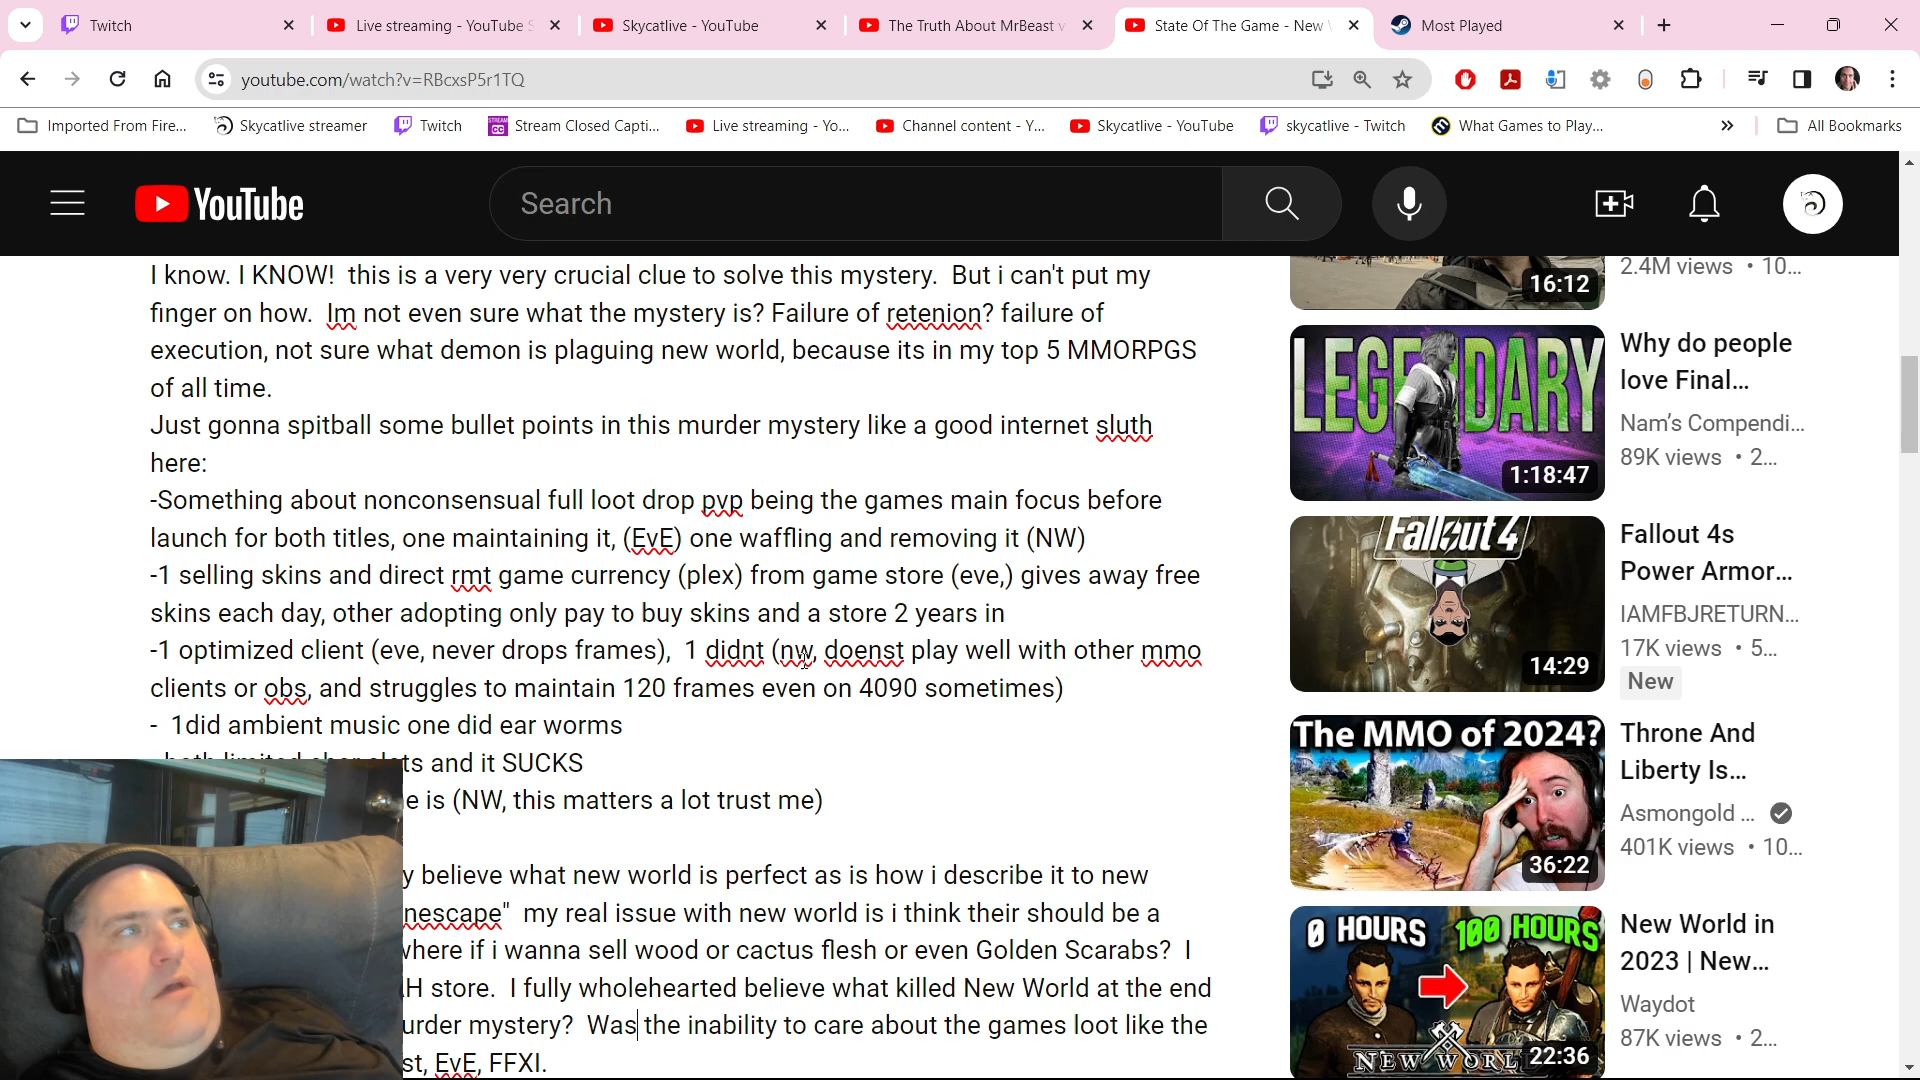 Twitch
Live streaming - YouTube S
Skycatlive - YouTube
The Truth About MrBeast v
State Of The Game - New
Most Played
youtube.com/watch?v=RBcxsP5r1TQ
Imported From Fire...
Skycatlive streamer
Twitch
Stream Closed Capti...
Live streaming - Yo...
Channel content - Y...
Skycatlive - YouTube
skycatlive - Twitch
What Games to Play...
All Bookmarks
YouTube
Search
I know. I KNOW!  this is a very very crucial clue to solve this mystery.  But i can't put my
finger on how.  Im not even sure what the mystery is? Failure of retenion? failure of
execution, not sure what demon is plaguing new world, because its in my top 5 MMORPGS
of all time.
Just gonna spitball some bullet points in this murder mystery like a good internet sluth
here:
-Something about nonconsensual full loot drop pvp being the games main focus before
launch for both titles, one maintaining it, (EvE) one waffling and removing it (NW)
-1 selling skins and direct rmt game currency (plex) from game store (eve,) gives away free
skins each day, other adopting only pay to buy skins and a store 2 years in
-1 optimized client (eve, never drops frames),  1 didnt (nw, doenst play well with other mmo
clients or obs, and struggles to maintain 120 frames even on 4090 sometimes)
-  1did ambient music one did ear worms
and it SUCKS
e is (NW, this matters a lot trust me)
y believe what new world is perfect as is how i describe it to new
nescape"  my real issue with new world is i think their should be a
where if i wanna sell wood or cactus flesh or even Golden Scarabs?  I
H store.  I fully wholehearted believe what killed New World at the end
urder mystery?  Was the inability to care about the games loot like the
st, EvE, FFXI.
16:12
2.4M views • 10...
LEGENDARY
1:18:47
Why do people
love Final...
Nam's Compendi...
89K views • 2...
Fallout 4
14:29
Fallout 4s
Power Armor...
IAMFBJRETURN...
17K views • 5...
New
The MMO of 2024?
36:22
Throne And
Liberty Is...
Asmongold ...
401K views • 10...
0 HOURS
100 HOURS
NEW WORLD
22:36
New World in
2023 | New...
Waydot
87K views • 2...